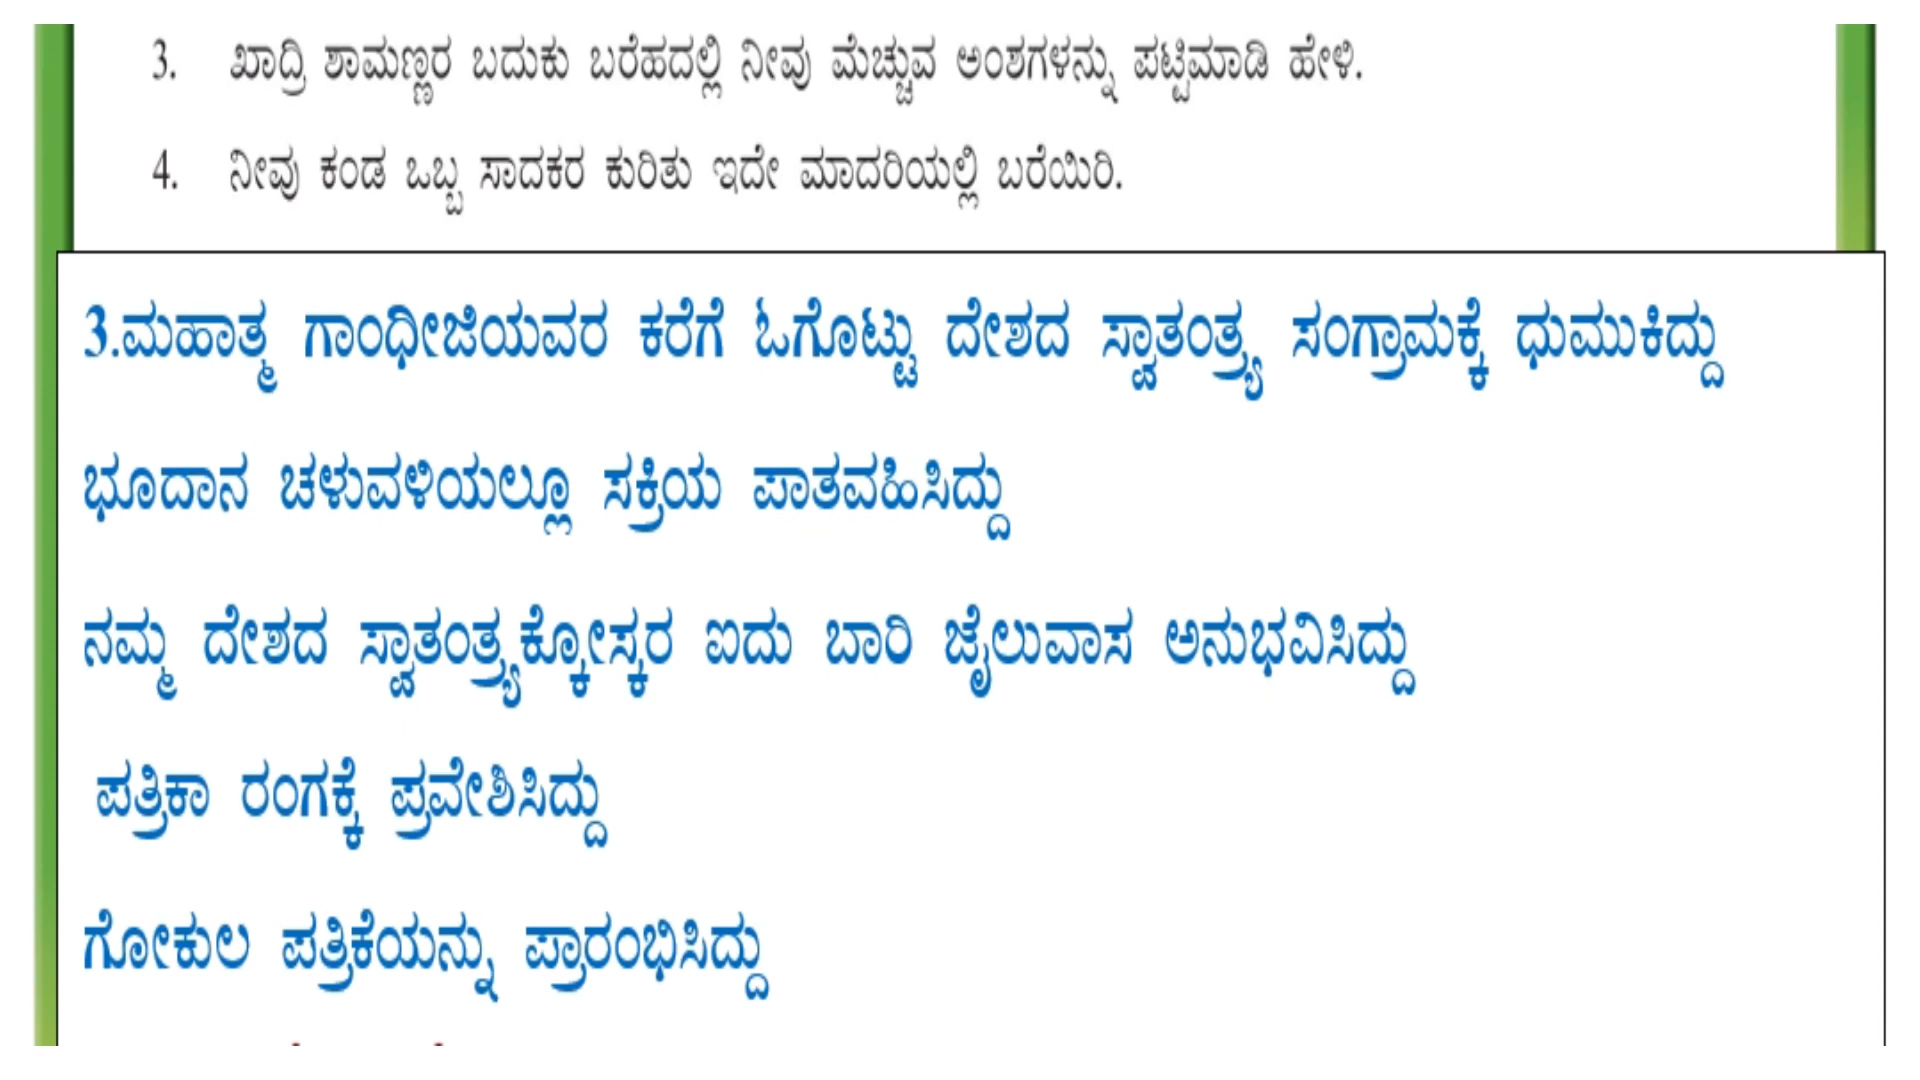 3. ಖಾದ್ರಿ ಶಾಮಣ್ಣರ ಬದುಕು ಬರೆಹದಲ್ಲಿ ನೀವು ಮೆಚ್ಚುವ ಅಂಶಗಳನ್ನು ಪಟ್ಟಿಮಾಡಿ ಹೇಳಿ.
4. ನೀವು ಕಂಡ ಒಬ್ಬ ಸಾದಕರ ಕುರಿತು ಇದೇ ಮಾದರಿಯಲ್ಲಿ ಬರೆಯಿರಿ.
3.ಮಹಾತ್ಮ ಗಾಂಧೀಜಿಯವರ ಕರೆಗೆ ಓಗೊಟ್ಟು ದೇಶದ ಸ್ವಾತಂತ್ರ್ಯ ಸಂಗ್ರಾಮಕ್ಕೆ ಧುಮುಕಿದ್ದು
ಭೂದಾನ ಚಳುವಳಿಯಲ್ಲೂ ಸಕ್ರಿಯ ಪಾತವಹಿಸಿದ್ದು
ನಮ್ಮ ದೇಶದ ಸ್ವಾತಂತ್ರ್ಯಕ್ಕೋಸ್ಕರ ಐದು ಬಾರಿ ಜೈಲುವಾಸ ಅನುಭವಿಸಿದ್ದು
ಪತ್ರಿಕಾ ರಂಗಕ್ಕೆ ಪ್ರವೇಶಿಸಿದ್ದು
ಗೋಕುಲ ಪತ್ರಿಕೆಯನ್ನು ಪ್ರಾರಂಭಿಸಿದ್ದು